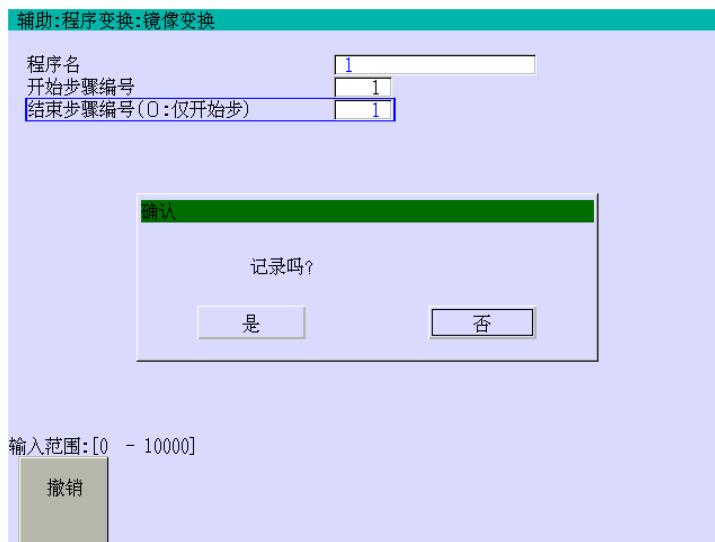 辅助:程序变换:镜像变换
程序名 1
开始步骤编号 1
结束步骤编号(0:仅开始步) 1
确认
记录吗?
是 否
输入范围:[0 - 10000]
撤销